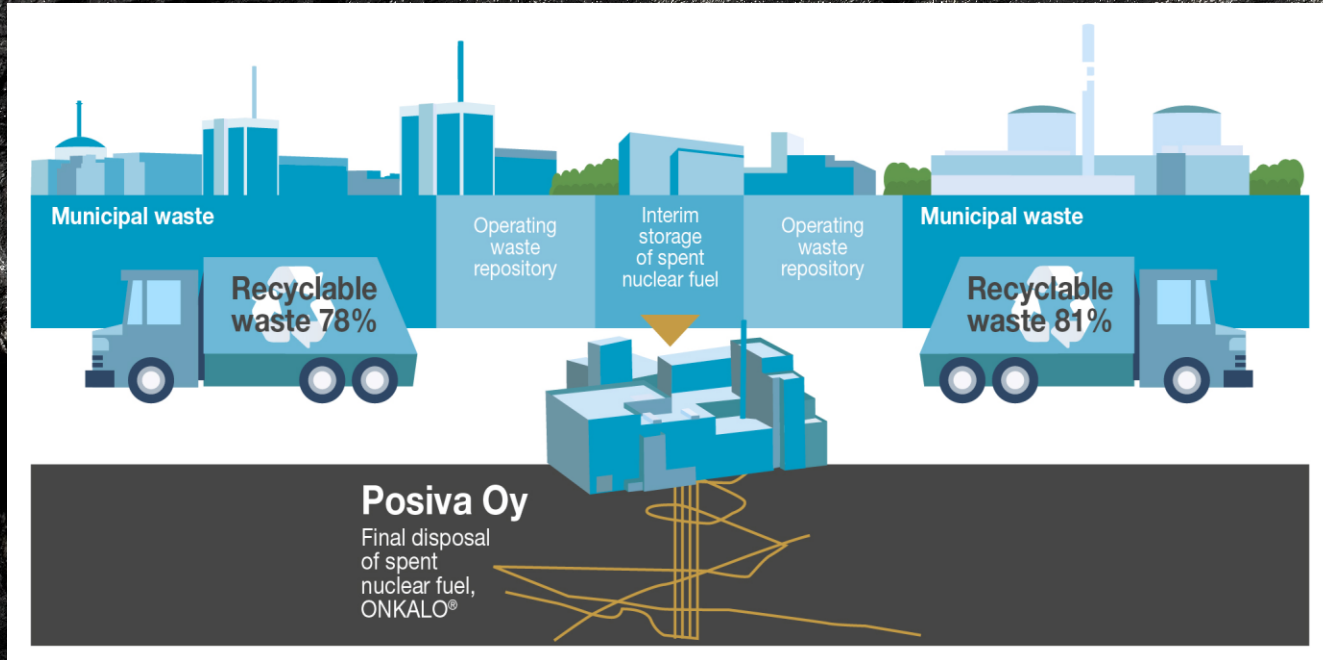 Municipal waste
Recyclable
waste 78%
Operating
waste
repository
Interim
storage
of spent
nuclear fuel
Operating
waste
repository
Municipal waste
Recyclable
waste 81%
Posiva Oy
Final disposal
of spent
nuclear fuel,
ONKALO®